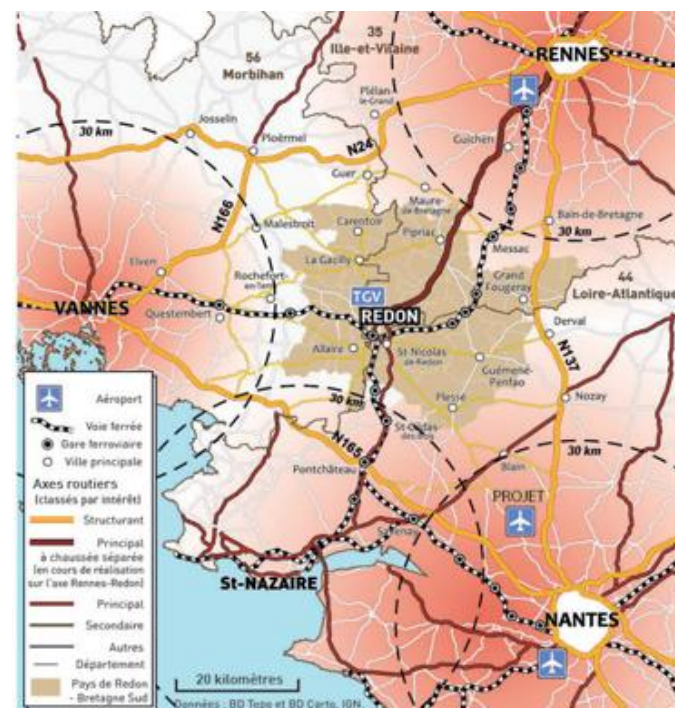 35
Ille-et-Vilaine
RENNES
56
Morbihan
Plélan
-le-Grand
30 km
Josselin
Ploërmel
N24
Guichen
Guer
Maure
-de-Bretagne
N166
Malestroit
Carentoir
Pipriac
Bain-de-Bretagne
30 km
Messac
Elven
La Gacilly
Rochefort
-en-Terre
Grand
Fougeray
44
Loire-Atlantique
VANNES
TGV
REDON
Questembert
Derval
Allaire
St-Nicolas
de-Redon
Guémené-
Penfao
N137
30 km
Plessé
Nozay
St-Gildas
des-Bois
N165
30 km
Blain
Pontchâteau
PROJET
Savenay
St-NAZAIRE
NANTES
Aéroport
Voie ferrée
Gare ferroviaire
Ville principale
Axes routiers
(classés par intérêt)
Structurant
Principal
à chaussée séparée
(en cours de réalisation
sur l'axe Rennes-Redon)
Principal
Secondaire
Autres
Département
Pays de Redon
- Bretagne Sud
20 kilomètres
Données : BD Topo et BD Carto, IGN.